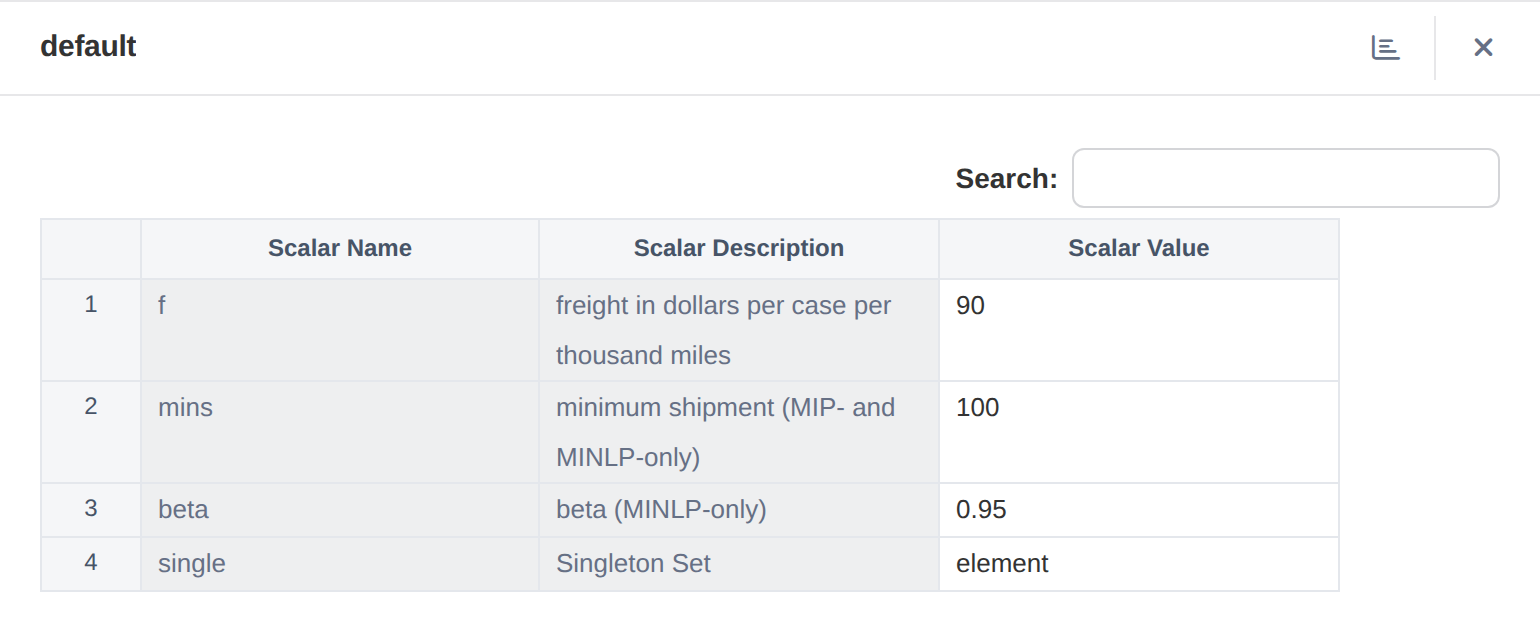 default
Search:
Scalar Name Scalar Description Scalar Value
1 f freight in dollars per case per 90
thousand miles
2 mins minimum shipment (MIP- and 100
MINLP-only)
3 beta beta (MINLP-only) 0.95
4 single Singleton Set element